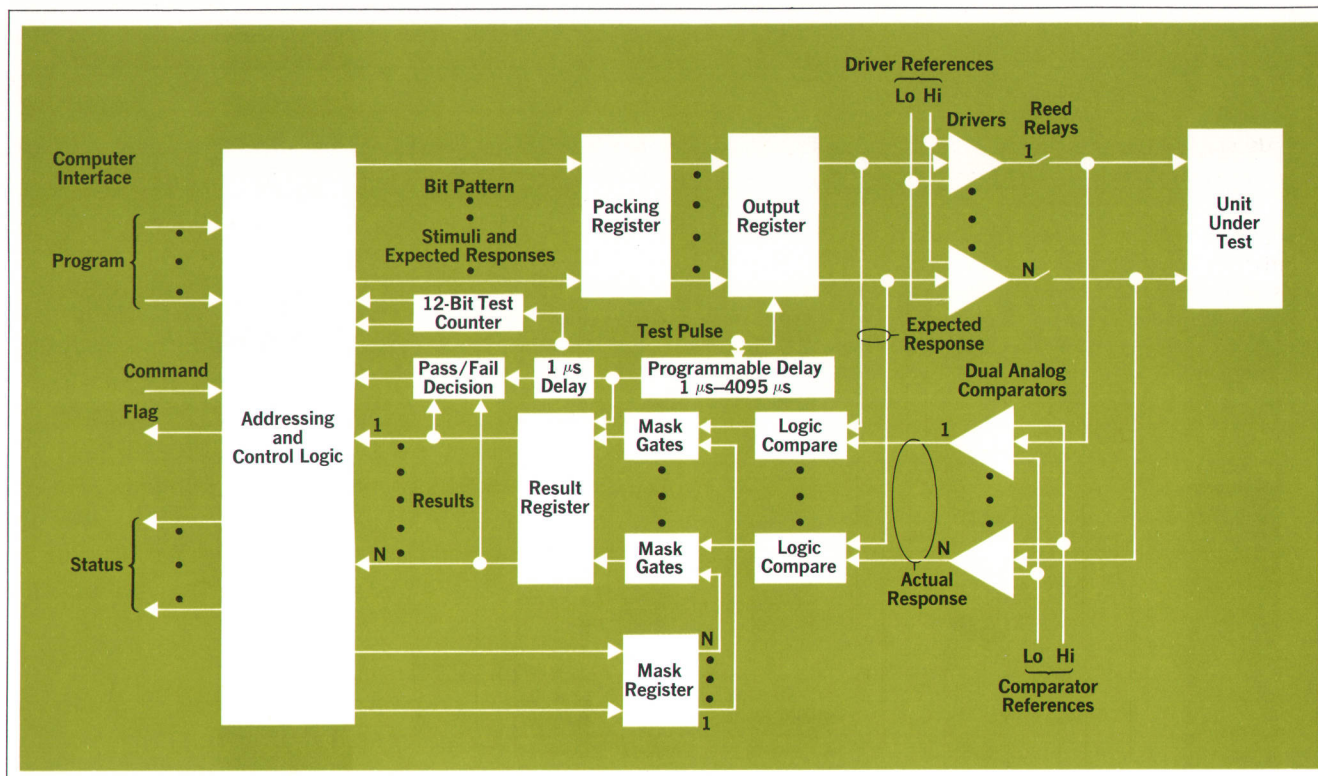 Driver References
Lo Hi
Drivers
Reed
Relays
1
N
Computer
Interface
Program
Command
Flag
Status
Addressing
and
Control Logic
Bit Pattern
Stimuli and
Expected Responses
Packing
Register
Output
Register
Unit
Under
Test
12-Bit Test
Counter
Test Pulse
Expected
Response
Pass/Fail
Decision
1 μs
Delay
Programmable Delay
1 μs–4095 μs
Dual Analog
Comparators
1
Results
N
Result
Register
Mask
Gates
Logic
Compare
1
Mask
Gates
Logic
Compare
N
Actual
Response
Mask
Register
N
1
Lo Hi
Comparator
References